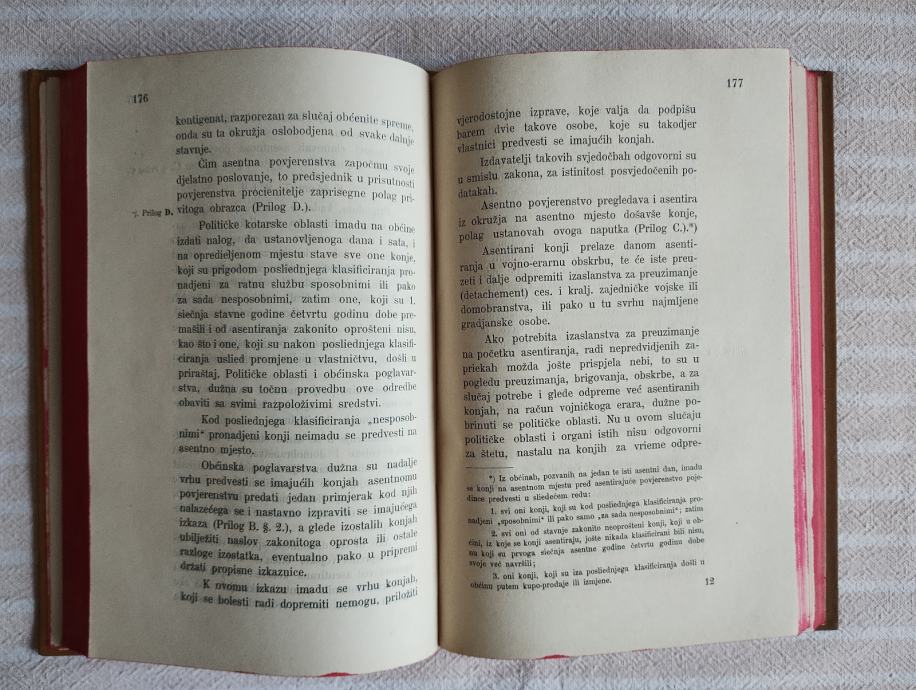 176
kontigenat, razporezan za slučaj obćenite spreme,
onda su ta okružja oslobodjena od svake dalnje
stavnje.
Čim asentna povjerenstva započmu svoje
djelatno poslovanje, to predsjednik u prisutnosti
povjerenstva procienitelje zaprisegne polag pri-
7. Prilog D. vitoga obrazca (Prilog D.).
Političke kotarske oblasti imadu na obćine
izdati nalog, da ustanovljenoga dana i sata, i
na opredieljenom mjestu stave sve one konje,
koji su prigodom posliednjega klasificiranja pro-
nadjeni za ratnu službu sposobnimi ili pako
za sada nesposobnimi, zatim one, koji su 1.
siečnja stavne godine četvrtu godinu dobe pre-
mašili i od asentiranja zakonito oprošteni nisu,
kao što i one, koji su nakon posliednjega klasifi-
ciranja uslied promjene u vlastničtvu, došli u
priraštaj. Političke oblasti i obćinska poglavar-
stva, dužna su točnu provedbu ove odredbe
obaviti sa svimi razpoloživimi sredstvi.
Kod posliednjega klasificiranja „nesposob-
nimi“ pronadjeni konji neimadu se predvesti na
asentno mjesto.
Obćinska poglavarstva dužna su nadalje
vrhu predvesti se imajućih konjah asentnomu
povjerenstvu predati jedan primjerak kod njih
nalazećega se i nastavno izpraviti se imajućega
izkaza (Prilog B. §. 2.), a glede izostalih konjah
ubilježiti naslov zakonitoga oprosta ili ostale
razloge izostatka, eventualno pako u pripremi
držati propisne izkaznice.
K ovomu izkazu imadu se vrhu konjah,
koji se bolesti radi dopremiti nemogu, priložiti
177
vjerodostojne izprave, koje valja da podpišu
barem dvie takove osobe, koje su takodjer
vlastnici predvesti se imajućih konjah.
Izdavatelji takovih svjedočbah odgovorni su
u smislu zakona, za istinitost posvjedočenih po-
datakah.
Asentno povjerenstvo pregledava i asentira
iz okružja na asentno mjesto došavše konje,
polag ustanovah ovoga naputka (Prilog C.).*)
Asentirani konji prelaze danom asenti-
ranja u vojno-erarnu obskrbu, te će iste preu-
zeti i dalje odpremiti izaslanstva za preuzimanje
(detachement) ces. i kralj. zajedničke vojske ili
domobranstva, ili pako u tu svrhu najmljene
gradjanske osobe.
Ako potrebita izaslanstva za preuzimanje
na početku asentiranja, radi nepredvidjenih za-
priekah možda jošte prispjela nebi, to su u
pogledu preuzimanja, brigovanja, obskrbe, a za
slučaj potrebe i glede odpreme već asentiranih
konjah, na račun vojničkoga erara, dužne po-
brinuti se političke oblasti. Nu u ovom slučaju
političke oblasti i organi istih nisu odgovorni
za štetu, nastalu na konjih za vrieme odpre-
*) Iz obćinah, pozvanih na jedan te isti asentni dan, imadu
se konji na asentnom mjestu pred asentirajuće povjerenstvo poje-
dince predvesti u sliedećem redu:
1. svi oni konji, koji su kod posliednjega klasificiranja pro-
nadjeni „sposobnimi“ ili pako samo „za sada nesposobnimi“; zatim
2. svi oni od stavnje zakonito neoprošteni konji, koji u ob-
ćini, iz koje se konji asentiraju, jošte nikada klasificirani bili nisu,
nu koji su prvoga siečnja asentne godine četvrtu godinu dobe
svoje već navršili;
3. oni konji, koji su iza posliednjega klasificiranja došli u
obćinu putem kupo-prodaje ili izmjene.
12